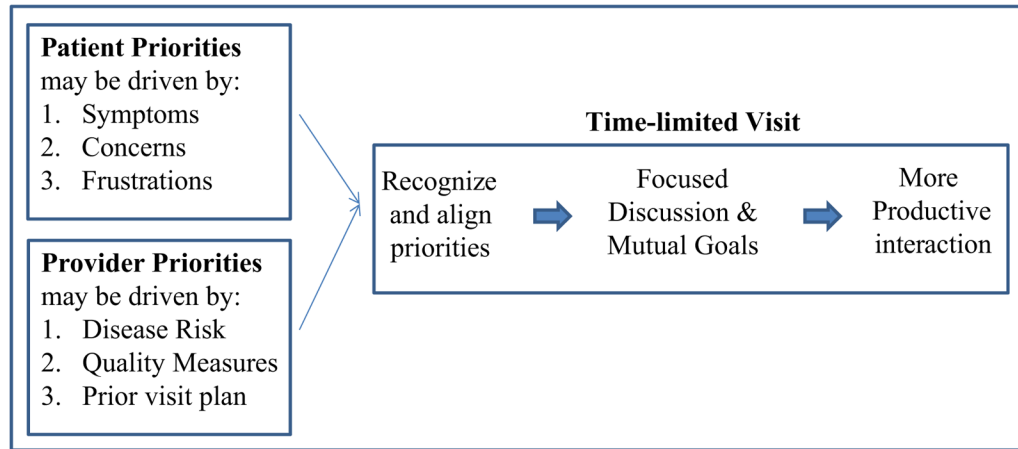 Patient Priorities
may be driven by:
1. Symptoms
2. Concerns
3. Frustrations
Provider Priorities
may be driven by:
1. Disease Risk
2. Quality Measures
3. Prior visit plan
Time-limited Visit
Recognize
and align
priorities
Focused
Discussion &
Mutual Goals
More
Productive
interaction